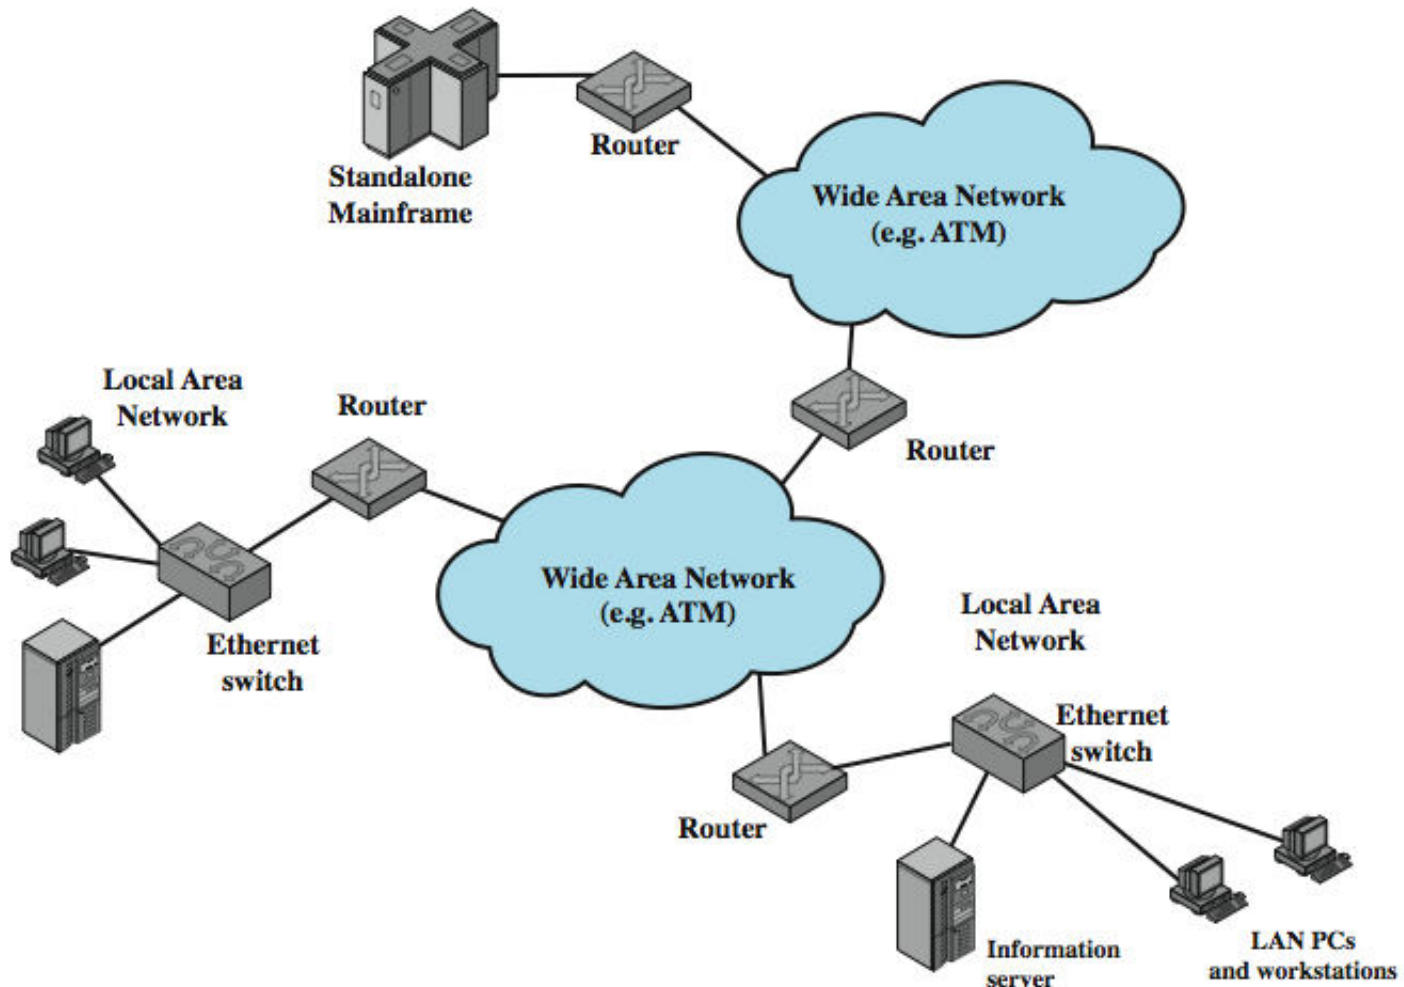 Router
Standalone
Mainframe
Wide Area Network
(e.g. ATM)
Local Area
Network
Router
Router
Wide Area Network
(e.g. ATM)
Local Area
Network
Ethernet
switch
Ethernet
switch
Router
Information
server
LAN PCs
and workstations